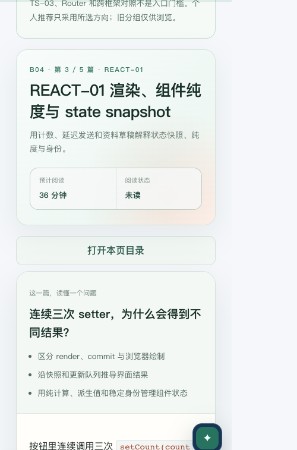 TS-03、Router 和跨框架对照不是入口门槛。个
人推荐只采用所选方向；旧分组仅供浏览。
B04 · 第 3 / 5 篇 · REACT-01
REACT-01 渲染、组件纯
度与 state snapshot
用计数、延迟发送和资料草稿解释状态快照、纯
度与身份。
预计阅读
阅读状态
36 分钟
未读
打开本页目录
这一篇，读懂一个问题
连续三次 setter，为什么会得到不
同结果？
区分 render、commit 与浏览器绘制
沿快照和更新队列推导界面结果
用纯计算、派生值和稳定身份管理组件状态
按钮里连续调用三次 setCount(count